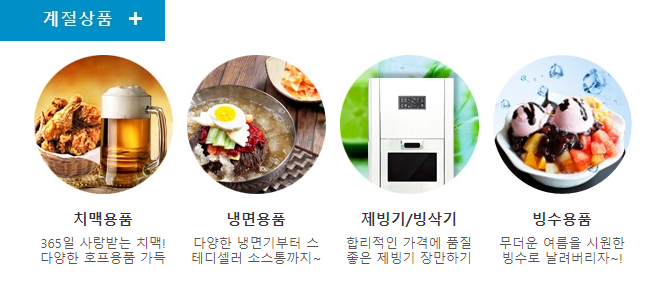 계절상품 +
치맥용품
365일 사랑받는 치맥!
다양한 호프용품 가득
냉면용품
다양한 냉면기부터 스
테디셀러 소스통까지~
제빙기/빙삭기
합리적인 가격에 품질
좋은 제빙기 장만하기
빙수용품
무더운 여름을 시원한
빙수로 날려버리자~!